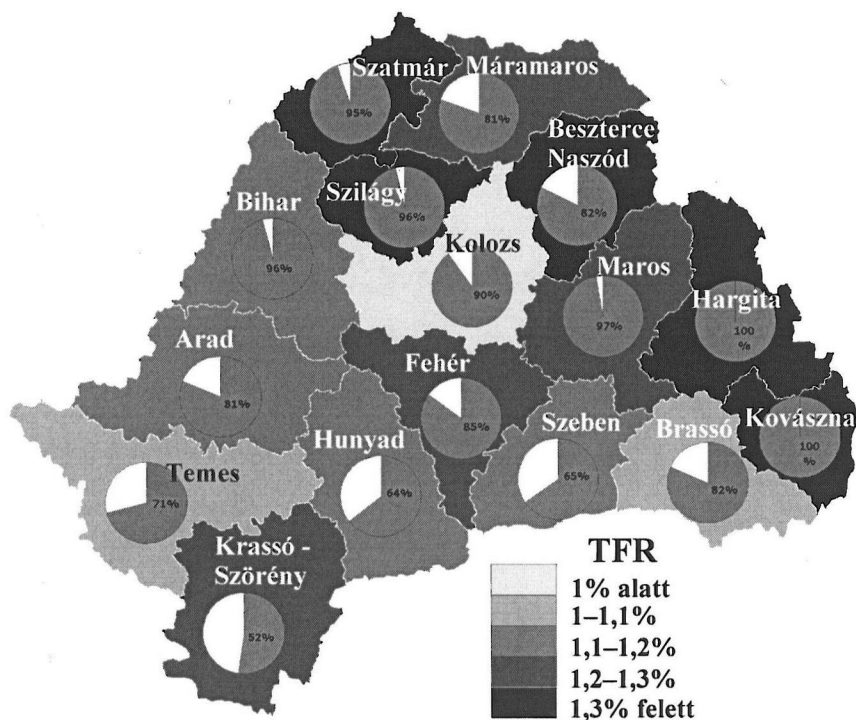 Szatmár
95%
Máramaros
81%
Beszterce
Naszód
82%
Szilágy
96%
Bihar
96%
Kolozs
90%
Maros
97%
Hargita
100
%
Arad
81%
Fehér
85%
Kovászna
100
%
Hunyad
64%
Szeben
65%
Brassó
82%
Temes
71%
Krassó -
Szörény
52%
TFR
1% alatt
1–1,1%
1,1–1,2%
1,2–1,3%
1,3% felett